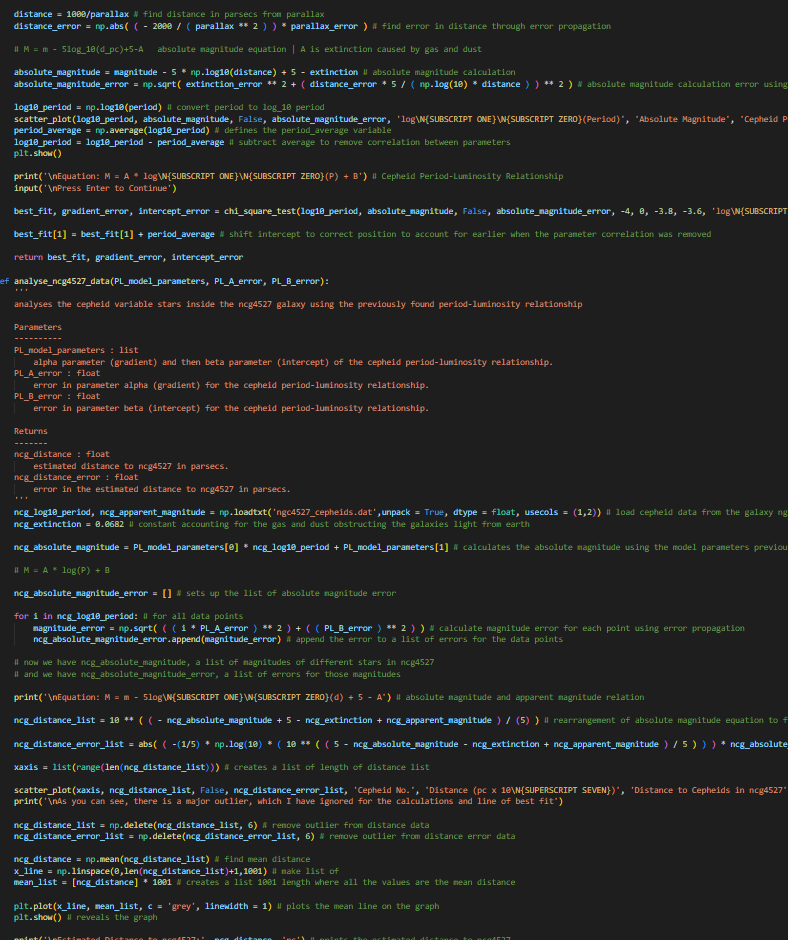 distance = 1000/parallax # find distance in parsecs from parallax
distance_error = np.abs( ( - 2000 / ( parallax ** 2 ) ) * parallax_error ) # find error in distance through error propagation
# M = m - 5log_10(d_pc)+5-A   absolute magnitude equation | A is extinction caused by gas and dust
absolute_magnitude = magnitude - 5 * np.log10(distance) + 5 - extinction # absolute magnitude calculation
absolute_magnitude_error = np.sqrt( extinction_error ** 2 + ( distance_error * 5 / ( np.log(10) * distance ) ) ** 2 ) # absolute magnitude calculation error using
log10_period = np.log10(period) # convert period to log_10 period
scatter_plot(log10_period, absolute_magnitude, False, absolute_magnitude_error, 'log\N{SUBSCRIPT ONE}\N{SUBSCRIPT ZERO}(Period)', 'Absolute Magnitude', 'Cepheid P
period_average = np.average(log10_period) # defines the period_average variable
log10_period = log10_period - period_average # subtract average to remove correlation between parameters
plt.show()
print('\nEquation: M = A * log\N{SUBSCRIPT ONE}\N{SUBSCRIPT ZERO}(P) + B') # Cepheid Period-Luminosity Relationship
input('\nPress Enter to Continue')
best_fit, gradient_error, intercept_error = chi_square_test(log10_period, absolute_magnitude, False, absolute_magnitude_error, -4, 0, -3.8, -3.6, 'log\N{SUBSCRIPT
best_fit[1] = best_fit[1] + period_average # shift intercept to correct position to account for earlier when the parameter correlation was removed
return best_fit, gradient_error, intercept_error
ef analyse_ncg4527_data(PL_model_parameters, PL_A_error, PL_B_error):
'''
analyses the cepheid variable stars inside the ncg4527 galaxy using the previously found period-luminosity relationship
Parameters
----------
PL_model_parameters : list
alpha parameter (gradient) and then beta parameter (intercept) of the cepheid period-luminosity relationship.
PL_A_error : float
error in parameter alpha (gradient) for the cepheid period-luminosity relationship.
PL_B_error : float
error in parameter beta (intercept) for the cepheid period-luminosity relationship.
Returns
-------
ncg_distance : float
estimated distance to ncg4527 in parsecs.
ncg_distance_error : float
error in the estimated distance to ncg4527 in parsecs.
'''
ncg_log10_period, ncg_apparent_magnitude = np.loadtxt('ngc4527_cepheids.dat',unpack = True, dtype = float, usecols = (1,2)) # load cepheid data from the galaxy ng
ncg_extinction = 0.0682 # constant accounting for the gas and dust obstructing the galaxies light from earth
ncg_absolute_magnitude = PL_model_parameters[0] * ncg_log10_period + PL_model_parameters[1] # calculates the absolute magnitude using the model parameters previou
# M = A * log(P) + B
ncg_absolute_magnitude_error = [] # sets up the list of absolute magnitude error
for i in ncg_log10_period: # for all data points
magnitude_error = np.sqrt( ( ( i * PL_A_error ) ** 2 ) + ( ( PL_B_error ) ** 2 ) ) # calculate magnitude error for each point using error propagation
ncg_absolute_magnitude_error.append(magnitude_error) # append the error to a list of errors for the data points
# now we have ncg_absolute_magnitude, a list of magnitudes of different stars in ncg4527
# and we have ncg_absolute_magnitude_error, a list of errors for those magnitudes
print('\nEquation: M = m - 5log\N{SUBSCRIPT ONE}\N{SUBSCRIPT ZERO}(d) + 5 - A') # absolute magnitude and apparent magnitude relation
ncg_distance_list = 10 ** ( ( - ncg_absolute_magnitude + 5 - ncg_extinction + ncg_apparent_magnitude ) / (5) ) # rearrangement of absolute magnitude equation to f
ncg_distance_error_list = abs( ( -(1/5) * np.log(10) * ( 10 ** ( ( 5 - ncg_absolute_magnitude - ncg_extinction + ncg_apparent_magnitude ) / 5 ) ) ) * ncg_absolute
xaxis = list(range(len(ncg_distance_list))) # creates a list of length of distance list
scatter_plot(xaxis, ncg_distance_list, False, ncg_distance_error_list, 'Cepheid No.', 'Distance (pc x 10\N{SUPERSCRIPT SEVEN})', 'Distance to Cepheids in ncg4527'
print('\nAs you can see, there is a major outlier, which I have ignored for the calculations and line of best fit')
ncg_distance_list = np.delete(ncg_distance_list, 6) # remove outlier from distance data
ncg_distance_error_list = np.delete(ncg_distance_error_list, 6) # remove outlier from distance error data
ncg_distance = np.mean(ncg_distance_list) # find mean distance
x_line = np.linspace(0,len(ncg_distance_list)+1,1001) # make list of
mean_list = [ncg_distance] * 1001 # creates a list 1001 length where all the values are the mean distance
plt.plot(x_line, mean_list, c = 'grey', linewidth = 1) # plots the mean line on the graph
plt.show() # reveals the graph
print('\nEstimated Distance to ncg4527:', ncg_distance, 'pc') # prints the estimated distance to ncg4527